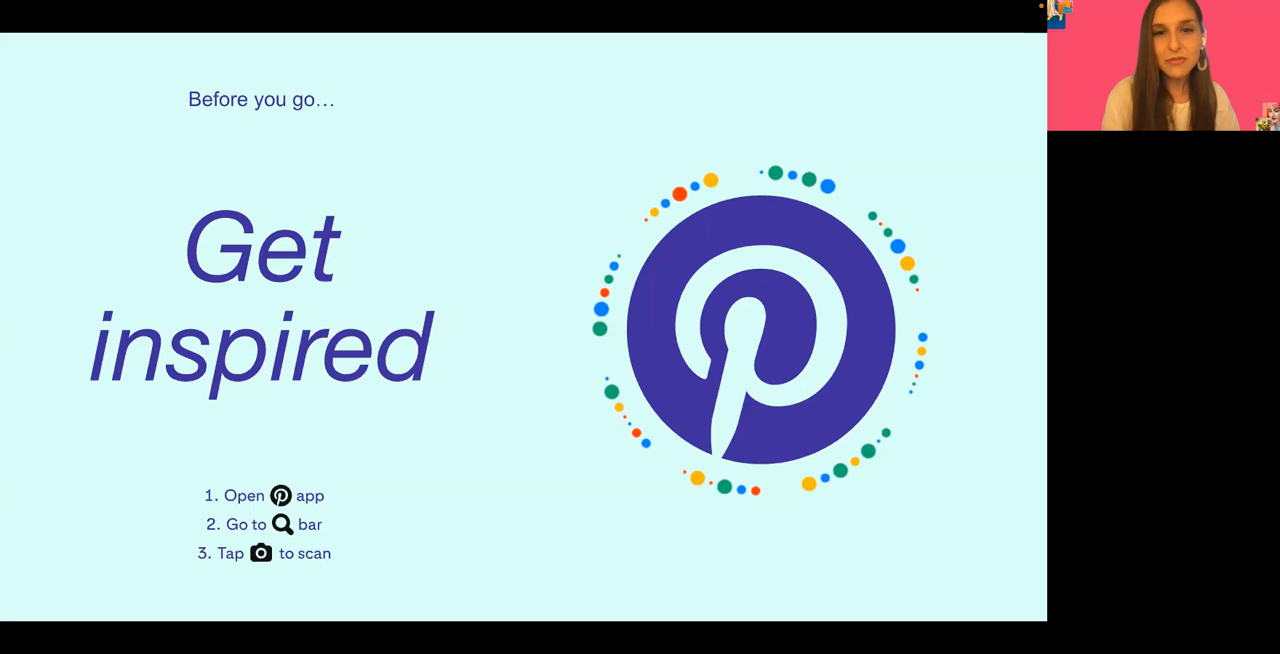 Before you go…
Get
inspired
1. Open app
2. Go to bar
3. Tap to scan